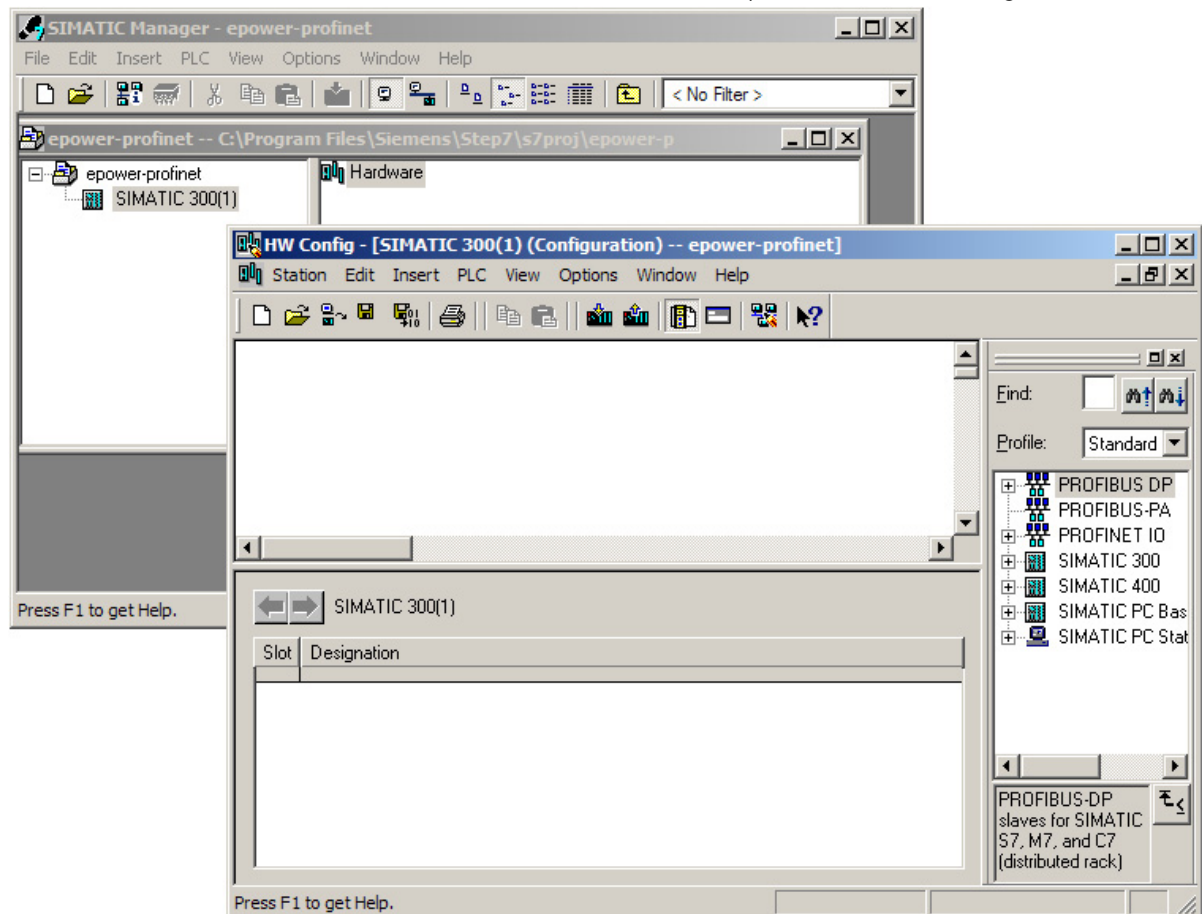 SIMATIC Manager - epower-profinet
File Edit Insert PLC View Options Window Help
< No Filter >
epower-profinet -- C:\Program Files\Siemens\Step7\s7proj\epower-p
epower-profinet
SIMATIC 300(1)
Hardware
Press F1 to get Help.
HW Config - [SIMATIC 300(1) (Configuration) -- epower-profinet]
Station Edit Insert PLC View Options Window Help
SIMATIC 300(1)
Slot Designation
Press F1 to get Help.
Find:
Profile: Standard
PROFIBUS DP
PROFIBUS-PA
PROFINET IO
SIMATIC 300
SIMATIC 400
SIMATIC PC Bas
SIMATIC PC Stat
PROFIBUS-DP
slaves for SIMATIC
S7, M7, and C7
(distributed rack)